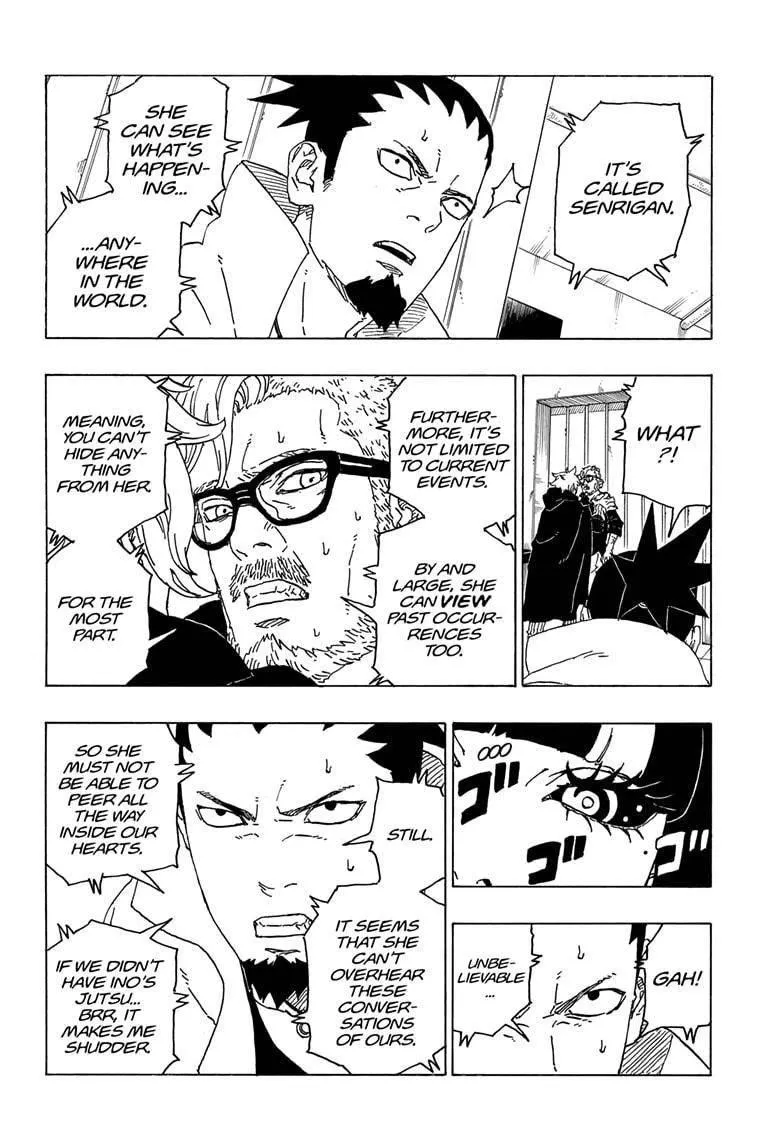 IT'S
CALLED
SENRIGAN.
SHE
CAN SEE
WHAT'S
HAPPEN-
ING...
...ANY-
WHERE
IN THE
WORLD.
WHAT
?!
FURTHER-
MORE, IT'S
NOT LIMITED
TO CURRENT
EVENTS.
BY AND
LARGE, SHE
CAN VIEW
PAST OCCUR-
RENCES
TOO.
MEANING,
YOU CAN'T
HIDE ANY-
THING
FROM HER.
FOR THE
MOST
PART.
ooo
ゴ
ゴ
ゴ
GAH!
UNBE-
LIEVABLE
...
STILL.
IT SEEMS
THAT SHE
CAN'T
OVERHEAR
THESE
CONVER-
SATIONS
OF OURS.
SO SHE
MUST NOT
BE ABLE TO
PEER ALL
THE WAY
INSIDE OUR
HEARTS.
IF WE DIDN'T
HAVE INO'S
JUTSU...
BRR, IT
MAKES ME
SHUDDER.